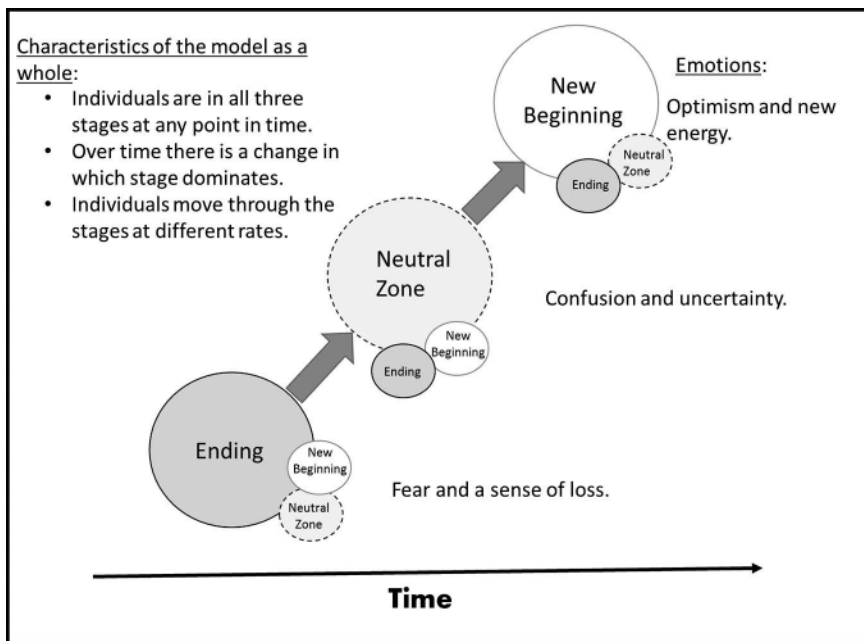 Characteristics of the model as a
whole:
• Individuals are in all three
stages at any point in time.
• Over time there is a change in
which stage dominates.
• Individuals move through the
stages at different rates.
New
Beginning
Neutral
Zone
Ending
Emotions:
Optimism and new
energy.
Neutral
Zone
New
Beginning
Ending
Confusion and uncertainty.
Ending
New
Beginning
Neutral
Zone
Fear and a sense of loss.
Time